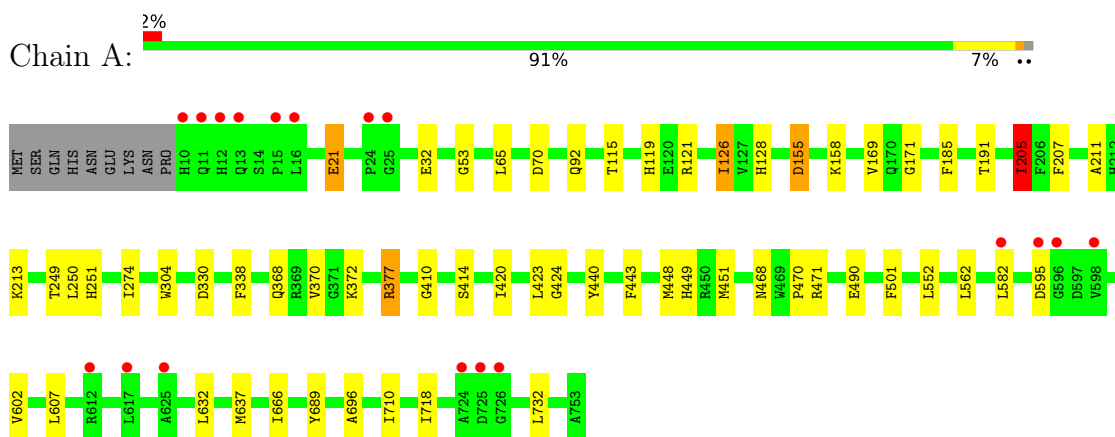 2%
Chain A:
91% 7% ••
MET SER GLN HIS ASN GLU LYS ASN PRO H10 Q11 H12 Q13 S14 P15 L16 E21 P24 G25 E32 G53 L65 D70 Q92 T115 H119 E120 R121 I126 V127 H128 D155 K158 V169 Q170 G171 F185 T191 I205 F206 F207 A211 H212
K213 T249 L250 H251 I274 W304 D330 F338 Q368 R369 V370 G371 K372 R377 G410 S414 I420 L423 G424 Y440 F443 M448 H449 R450 M451 N468 W469 P470 R471 E490 F501 L552 L562 L582 D595 G596 D597 V598
V602 L607 R612 L617 A625 L632 M637 I666 Y689 A696 I710 I718 A724 D725 G726 L732 A753